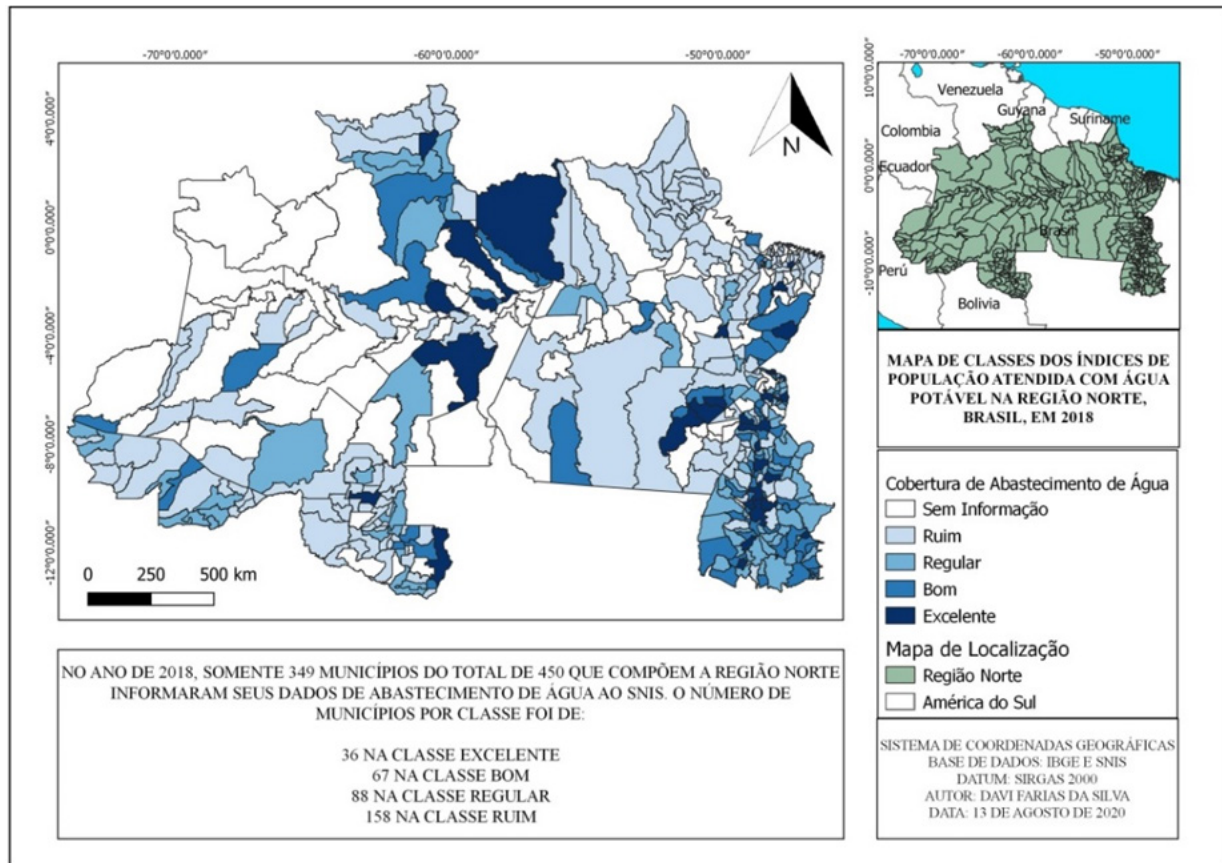 -70°0'0.000"
-60°0'0.000"
-50°0'0.000"
4°0'0.000"
0°0'0.000"
-4°0'0.000"
-8°0'0.000"
-12°0'0.000"
N
0 250 500 km
-70°0'0.000" -60°0'0.000" -50°0'0.000"
10°0'0.000"
0°0'0.000"
-10°0'0.000"
Venezuela
Guyana
Suriname
Colombia
Ecuador
Brasil
Perú
Bolivia
MAPA DE CLASSES DOS ÍNDICES DE
POPULAÇÃO ATENDIDA COM ÁGUA
POTÁVEL NA REGIÃO NORTE,
BRASIL, EM 2018
Cobertura de Abastecimento de Água
Sem Informação
Ruim
Regular
Bom
Excelente
Mapa de Localização
Região Norte
América do Sul
NO ANO DE 2018, SOMENTE 349 MUNICÍPIOS DO TOTAL DE 450 QUE COMPÕEM A REGIÃO NORTE
INFORMARAM SEUS DADOS DE ABASTECIMENTO DE ÁGUA AO SNIS. O NÚMERO DE
MUNICÍPIOS POR CLASSE FOI DE:
36 NA CLASSE EXCELENTE
67 NA CLASSE BOM
88 NA CLASSE REGULAR
158 NA CLASSE RUIM
SISTEMA DE COORDENADAS GEOGRÁFICAS
BASE DE DADOS: IBGE E SNIS
DATUM: SIRGAS 2000
AUTOR: DAVI FARIAS DA SILVA
DATA: 13 DE AGOSTO DE 2020